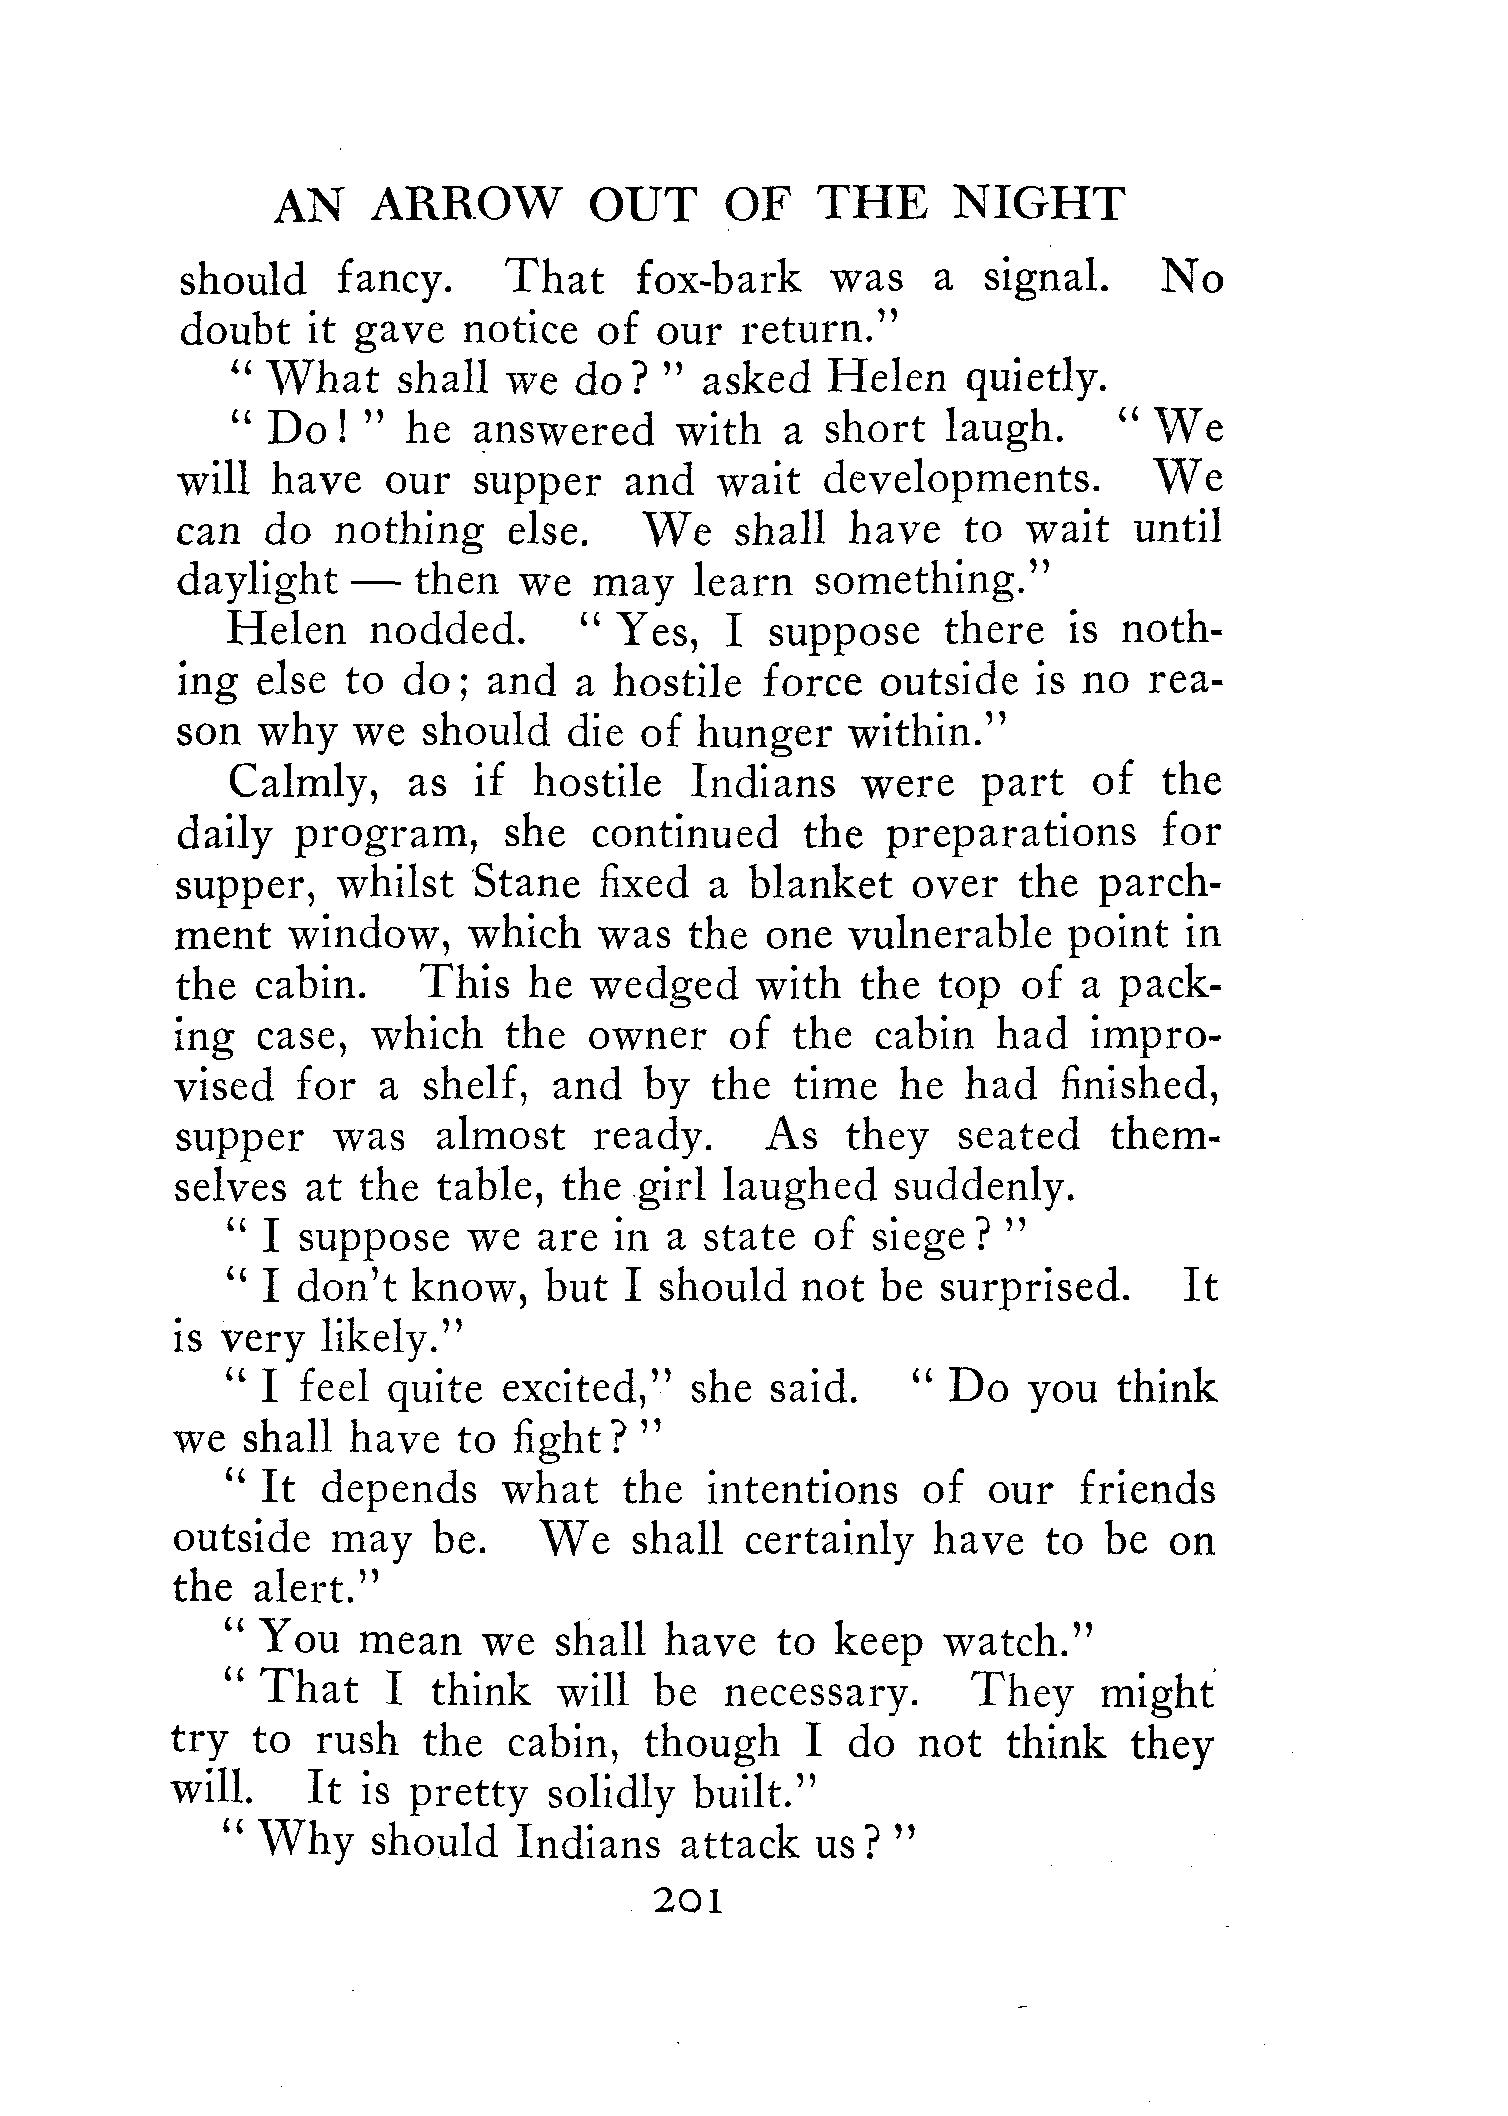 AN ARROW OUT OF THE NIGHT
should fancy. That fox-bark was a signal. No
doubt it gave notice of our return."
" What shall we do? " asked Helen quietly.
" Do! " he answered with a short laugh. " We
will have our supper and wait developments. We
can do nothing else. We shall have to wait until
daylight — then we may learn something."
Helen nodded. " Yes, I suppose there is noth-
ing else to do; and a hostile force outside is no rea-
son why we should die of hunger within."
Calmly, as if hostile Indians were part of the
daily program, she continued the preparations for
supper, whilst Stane fixed a blanket over the parch-
ment window, which was the one vulnerable point in
the cabin. This he wedged with the top of a pack-
ing case, which the owner of the cabin had impro-
vised for a shelf, and by the time he had finished,
supper was almost ready. As they seated them-
selves at the table, the girl laughed suddenly.
" I suppose we are in a state of siege? "
" I don't know, but I should not be surprised. It
is very likely."
" I feel quite excited," she said. " Do you think
we shall have to fight? "
" It depends what the intentions of our friends
outside may be. We shall certainly have to be on
the alert."
" You mean we shall have to keep watch."
" That I think will be necessary. They might
try to rush the cabin, though I do not think they
will. It is pretty solidly built."
" Why should Indians attack us? "
201